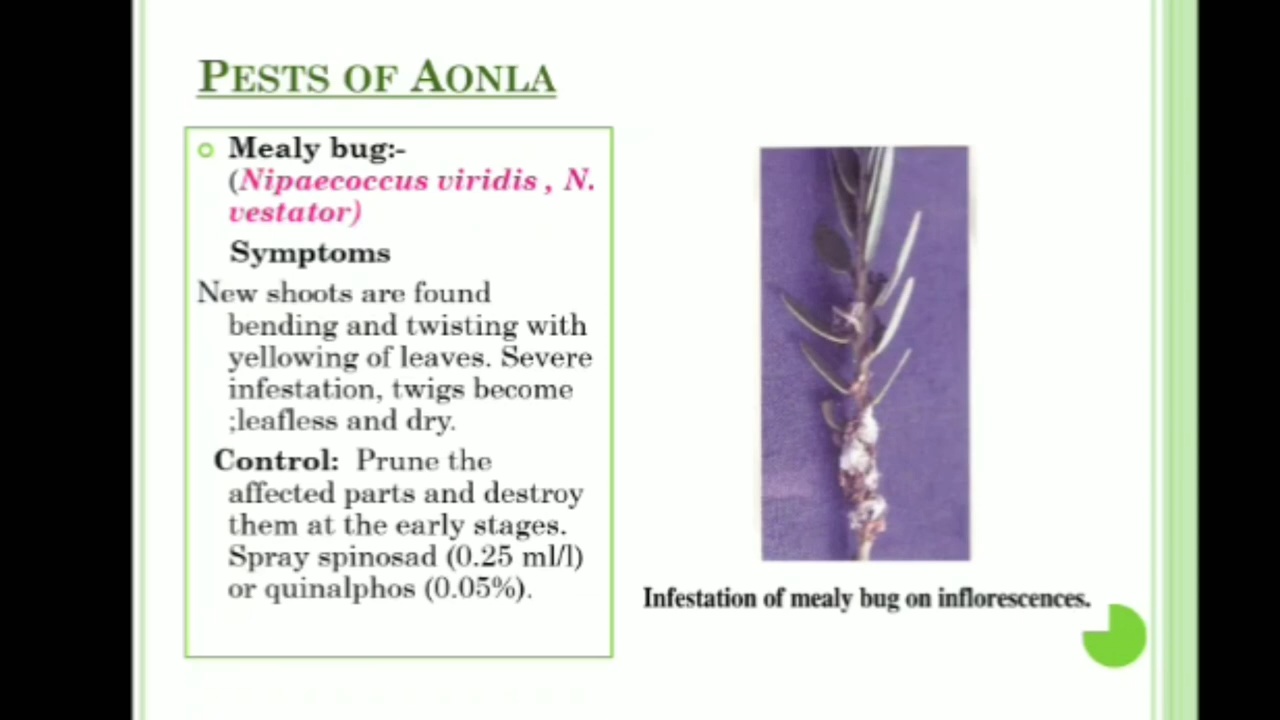 PESTS OF AONLA
Mealy bug:-
(Nipaecoccus viridis , N.
vestator)
Symptoms
New shoots are found
bending and twisting with
yellowing of leaves. Severe
infestation, twigs become
;leafless and dry.
Control: Prune the
affected parts and destroy
them at the early stages.
Spray spinosad (0.25 ml/l)
or quinalphos (0.05%).
Infestation of mealy bug on inflorescences.